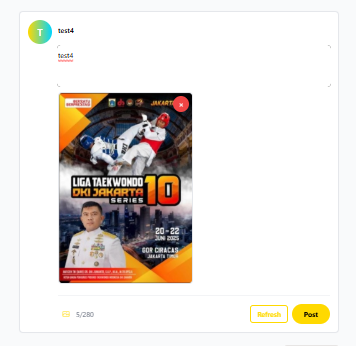 T
test4
test4
JAKARTA
LIGA TAEKWONDO
DKI JAKARTA
SERIES 10
20 - 22
JUNI 2025
GOR CIRACAS
JAKARTA TIMUR
5/280
Refresh
Post